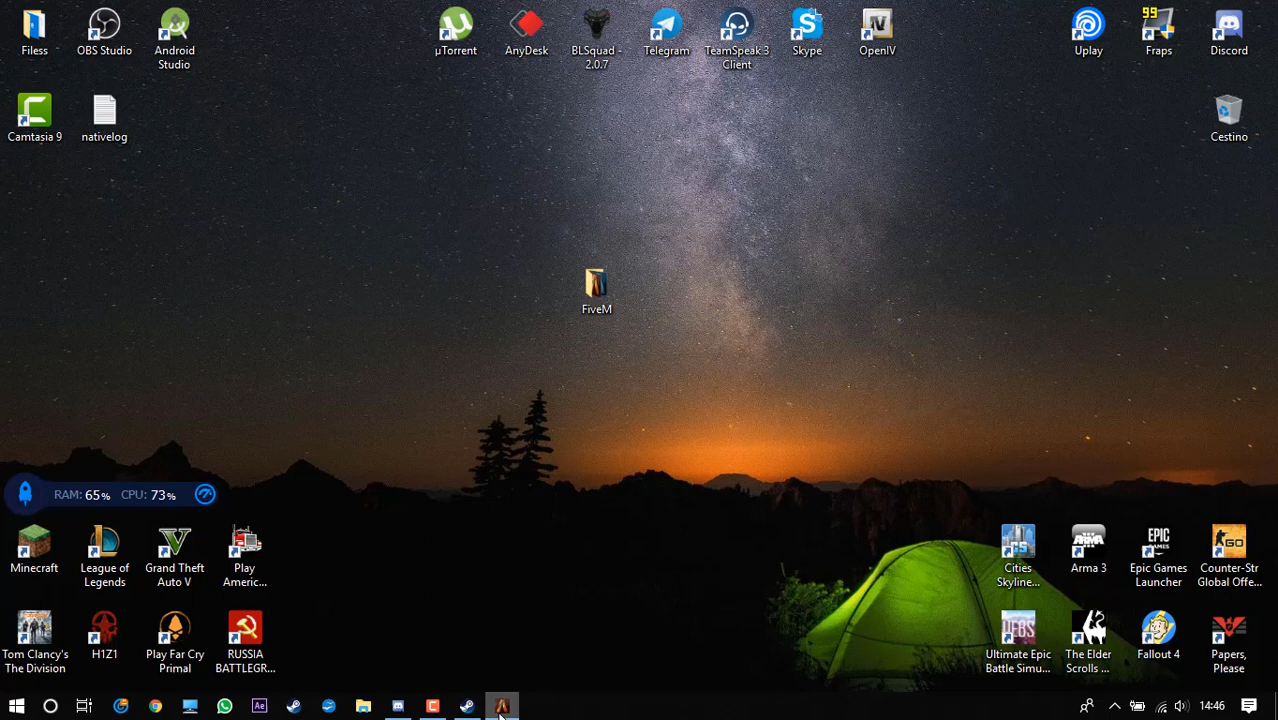 Filess
OBS Studio
Android
Studio
µTorrent
AnyDesk
BLSquad -
2.0.7
Telegram
TeamSpeak 3
Client
Skype
OpenIV
Uplay
99
Fraps
Discord
Camtasia 9
nativelog
Cestino
FiveM
RAM: 65% CPU: 73%
Minecraft
League of
Legends
Grand Theft
Auto V
Play
Americ...
Cities
Skyline...
Arma 3
Epic Games
Launcher
Counter-Str
Global Offe...
Tom Clancy's
The Division
H1Z1
Play Far Cry
Primal
RUSSIA
BATTLEGR...
Ultimate Epic
Battle Simu...
The Elder
Scrolls ...
Fallout 4
Papers,
Please
14:46